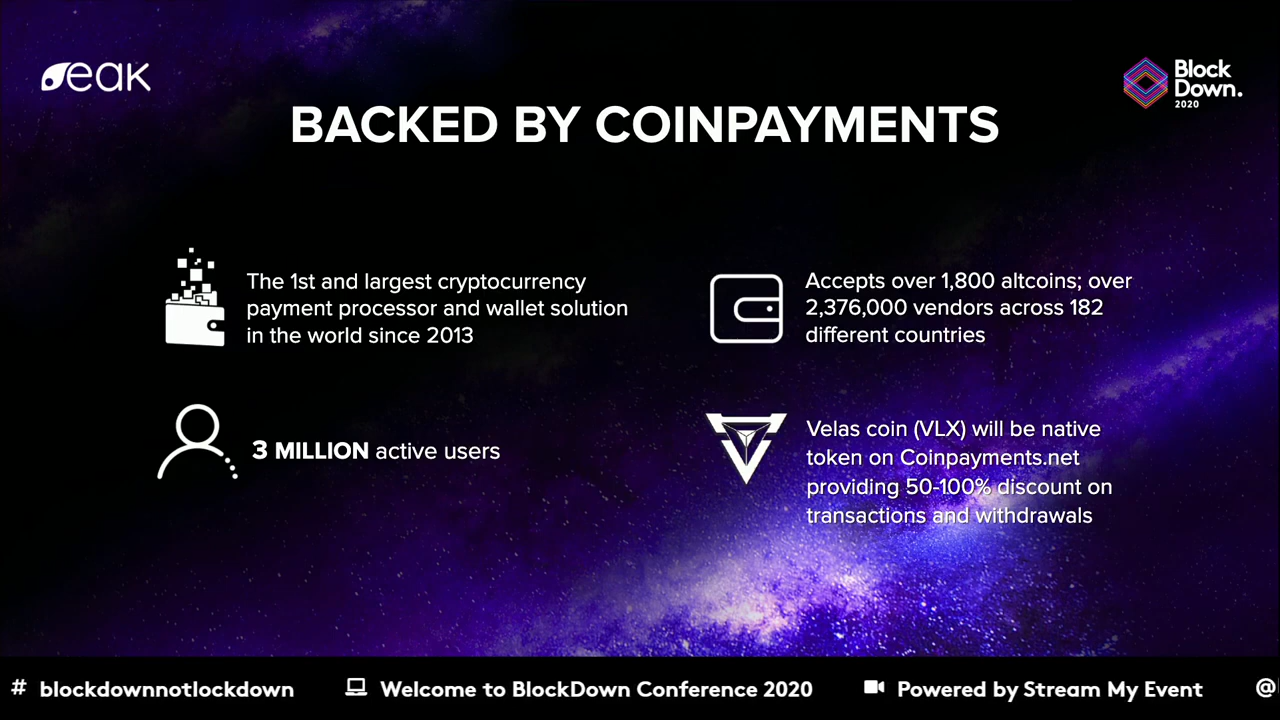 eak
Block
Down.
2020
BACKED BY COINPAYMENTS
The 1st and largest cryptocurrency
payment processor and wallet solution
in the world since 2013
Accepts over 1,800 altcoins; over
2,376,000 vendors across 182
different countries
3 MILLION active users
Velas coin (VLX) will be native
token on Coinpayments.net
providing 50-100% discount on
transactions and withdrawals
# blockdownnotlockdown Welcome to BlockDown Conference 2020 Powered by Stream My Event @